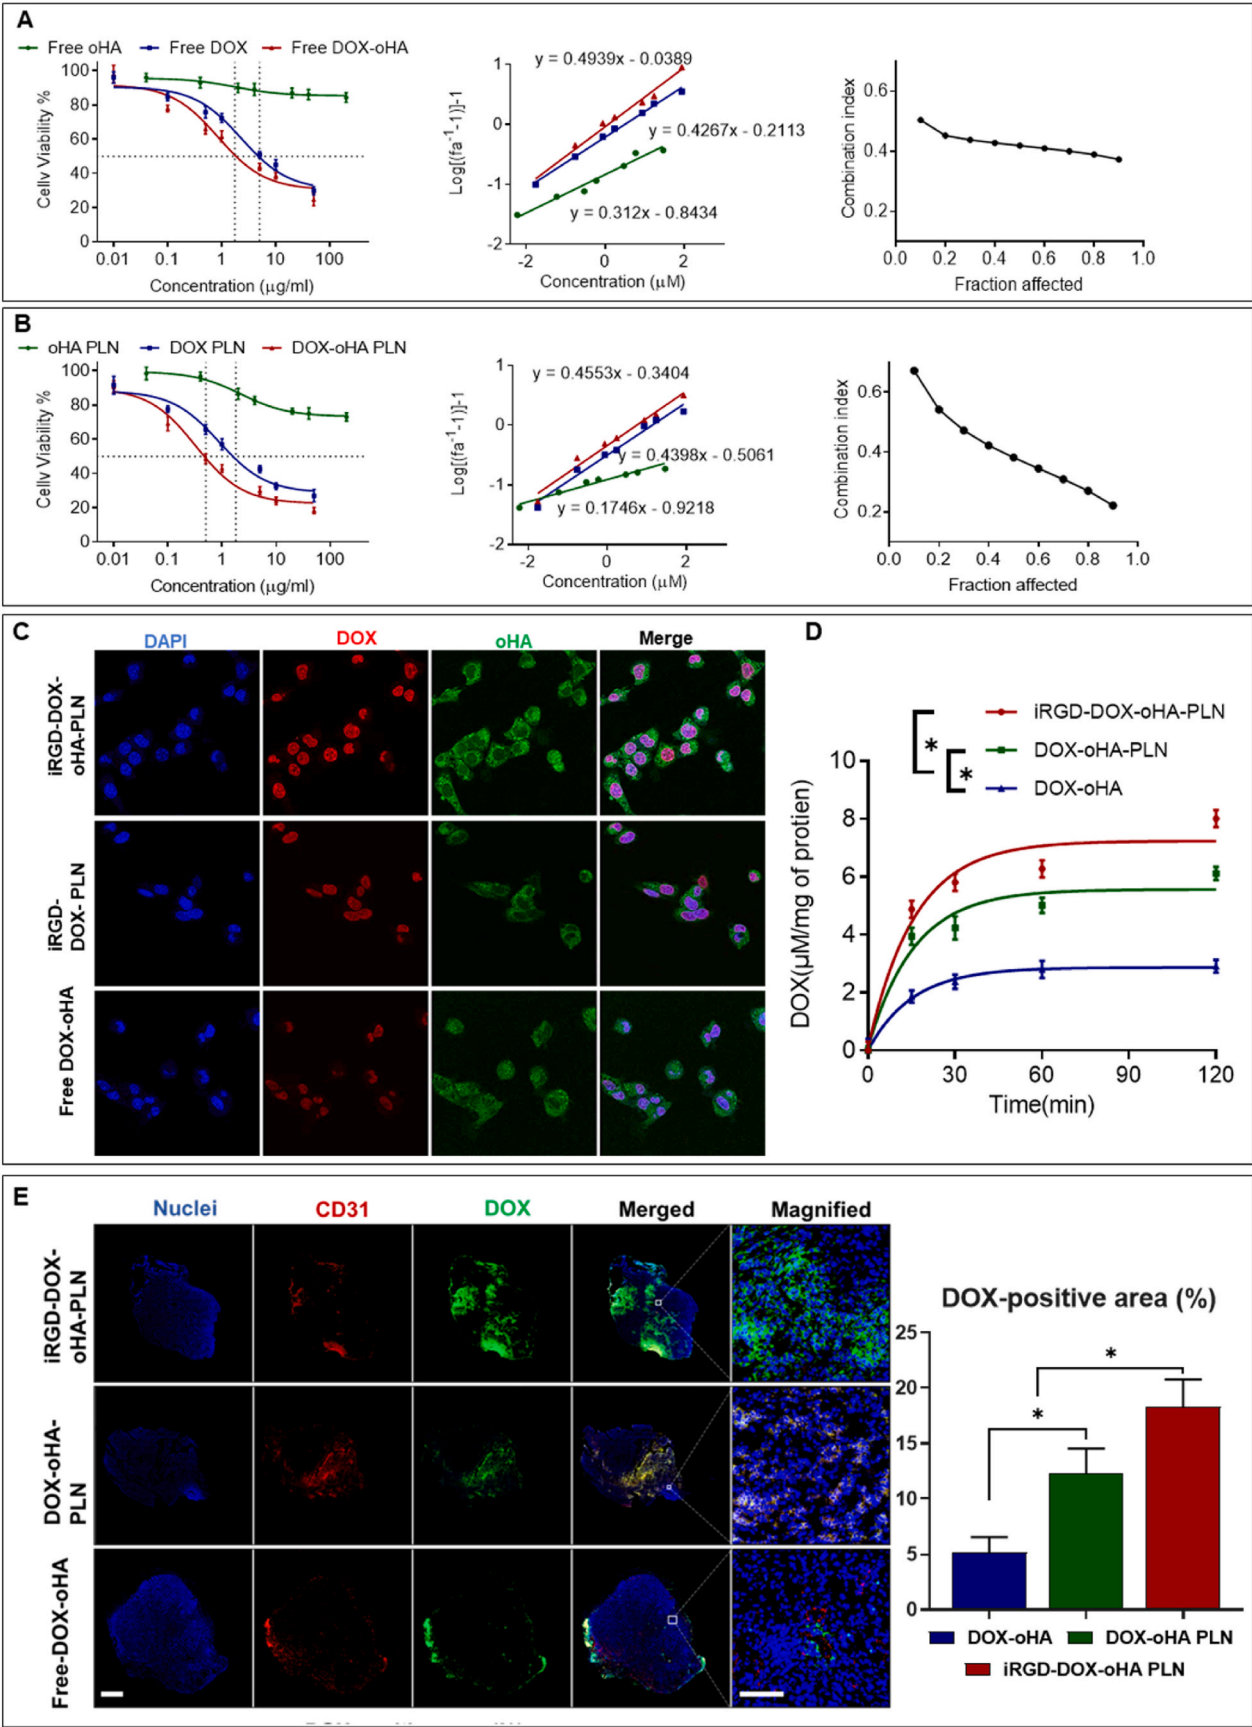 A
Free oHA Free DOX Free DOX-oHA
100
80
60
40
20
0
Cellv Viability %
0.01 0.1 1 10 100
Concentration (μg/ml)
1
0
-1
-2
Log[(fa-1-1)]-1
y = 0.4939x - 0.0389
y = 0.4267x - 0.2113
y = 0.312x - 0.8434
-2 0 2
Concentration (μM)
0.6
0.4
0.2
Combination index
0.0 0.2 0.4 0.6 0.8 1.0
Fraction affected
B
oHA PLN DOX PLN DOX-oHA PLN
100
80
60
40
20
0
Cellv Viability %
0.01 0.1 1 10 100
Concentration (μg/ml)
1
0
-1
-2
Log[(fa-1-1)]-1
y = 0.4553x - 0.3404
y = 0.4398x - 0.5061
y = 0.1746x - 0.9218
-2 0 2
Concentration (μM)
0.6
0.4
0.2
Combination index
0.0 0.2 0.4 0.6 0.8 1.0
Fraction affected
C
DAPI DOX oHA Merge
iRGD-DOX-
oHA-PLN
iRGD-
DOX- PLN
Free DOX-oHA
D
iRGD-DOX-oHA-PLN
DOX-oHA-PLN
DOX-oHA
*
*
10
8
6
4
2
0
DOX(μM/mg of protien)
0 30 60 90 120
Time(min)
E
Nuclei CD31 DOX Merged Magnified
iRGD-DOX-
oHA-PLN
DOX-oHA-
PLN
Free-DOX-oHA
DOX-positive area (%)
25
20
15
10
5
0
*
*
DOX-oHA DOX-oHA PLN
iRGD-DOX-oHA PLN